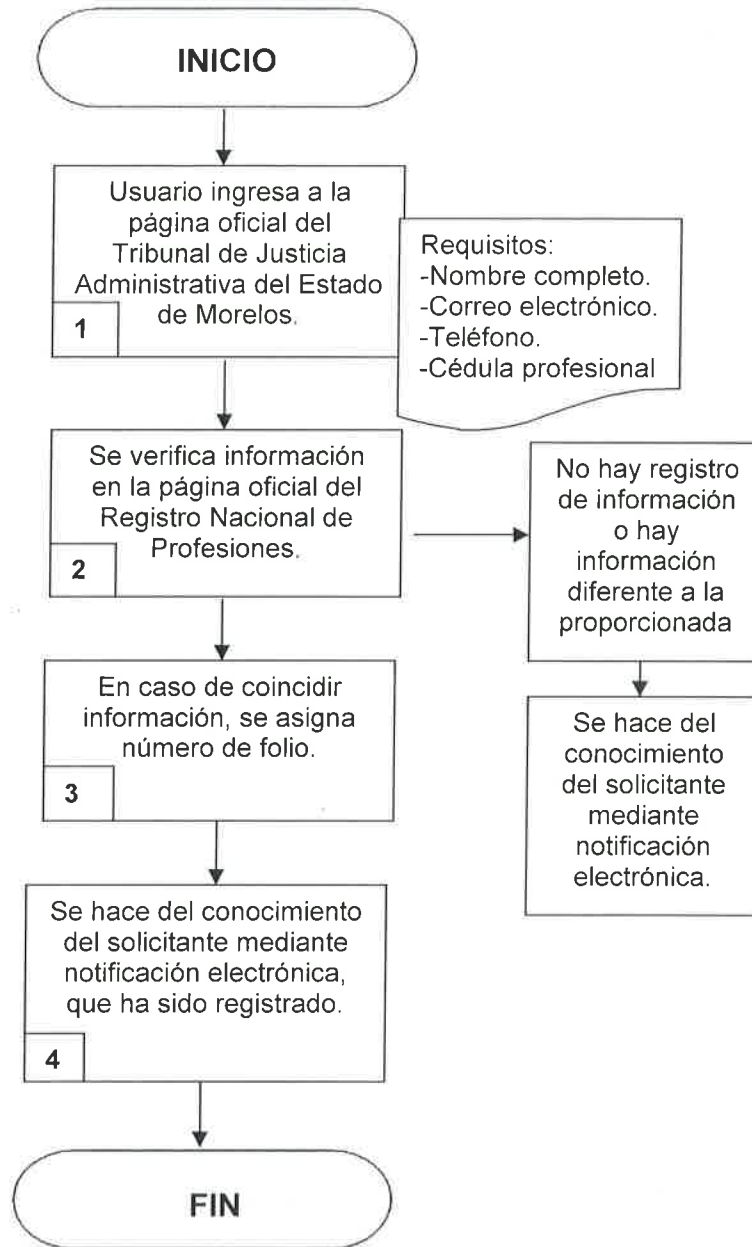 INICIO
Usuario ingresa a la
página oficial del
Tribunal de Justicia
Administrativa del Estado
de Morelos.
1
Requisitos:
-Nombre completo.
-Correo electrónico.
-Teléfono.
-Cédula profesional
Se verifica información
en la página oficial del
Registro Nacional de
Profesiones.
2
No hay registro
de información
o hay
información
diferente a la
proporcionada
En caso de coincidir
información, se asigna
número de folio.
3
Se hace del
conocimiento
del solicitante
mediante
notificación
electrónica.
Se hace del conocimiento
del solicitante mediante
notificación electrónica,
que ha sido registrado.
4
FIN